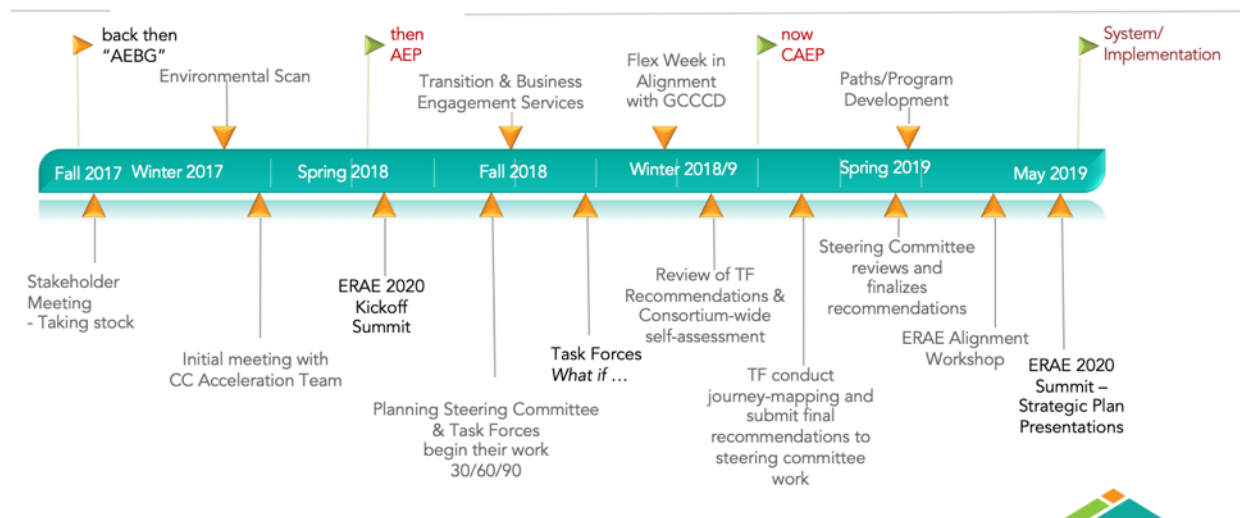 back then
“AEBG”
Environmental Scan
then
AEP
Transition & Business
Engagement Services
Flex Week in
Alignment
with GCCCD
now
CAEP
Paths/Program
Development
System/
Implementation
Fall 2017
Winter 2017
Spring 2018
Fall 2018
Winter 2018/9
Spring 2019
May 2019
Stakeholder
Meeting
- Taking stock
Initial meeting with
CC Acceleration Team
ERAE 2020
Kickoff
Summit
Planning Steering Committee
& Task Forces
begin their work
30/60/90
Task Forces
What if ...
Review of TF
Recommendations &
Consortium-wide
self-assessment
TF conduct
journey-mapping and
submit final
recommendations to
steering committee
work
Steering Committee
reviews and
finalizes
recommendations
ERAE Alignment
Workshop
ERAE 2020
Summit –
Strategic Plan
Presentations